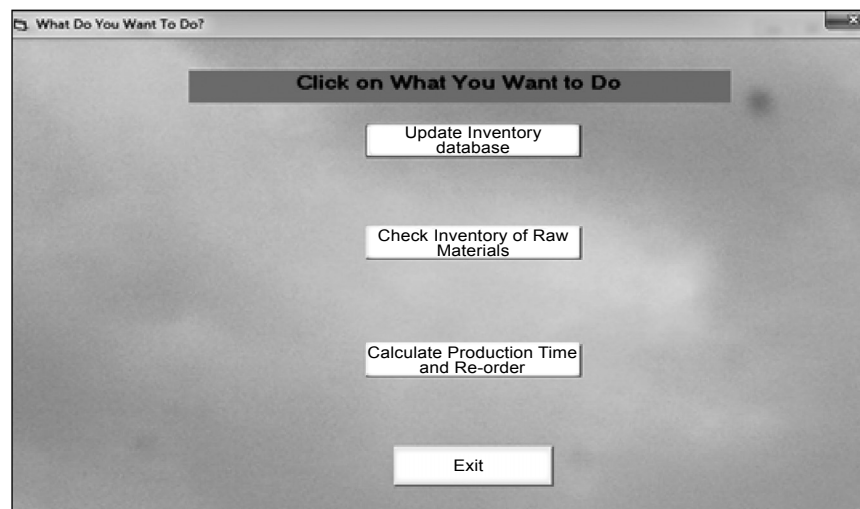 What Do You Want To Do?
Click on What You Want to Do
Update Inventory
database
Check Inventory of Raw
Materials
Calculate Production Time
and Re-order
Exit